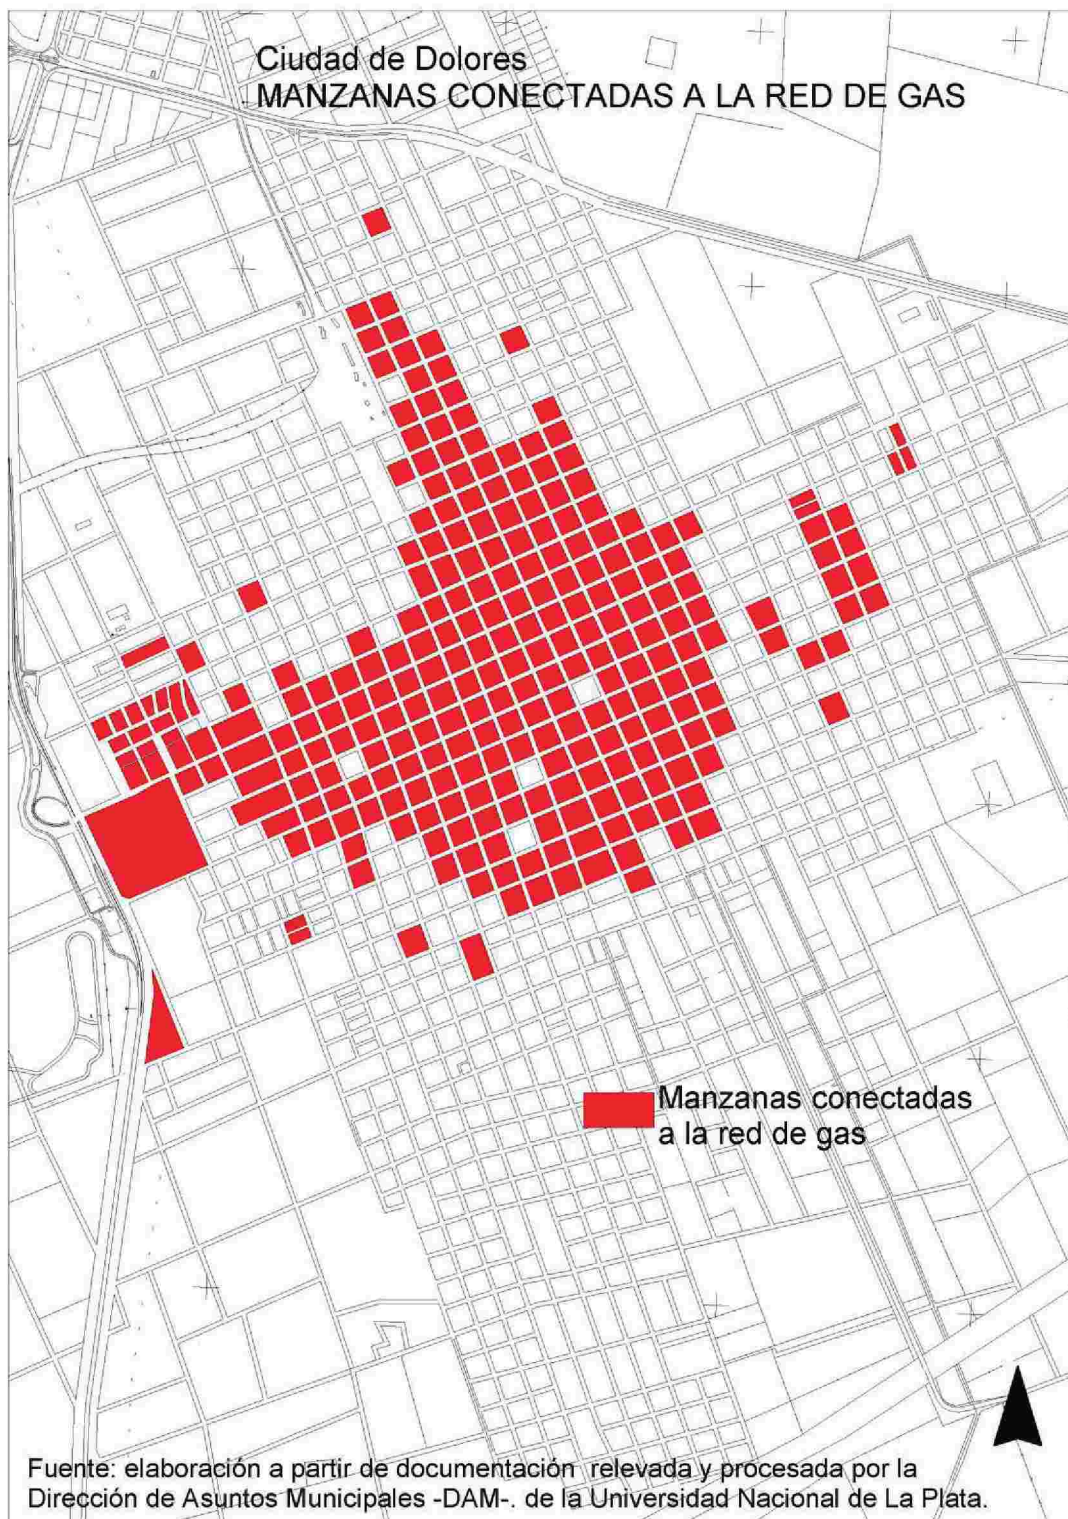 Ciudad de Dolores
MANZANAS CONECTADAS A LA RED DE GAS
Manzanas conectadas
a la red de gas
Fuente: elaboración a partir de documentación relevada y procesada por la
Dirección de Asuntos Municipales -DAM-. de la Universidad Nacional de La Plata.